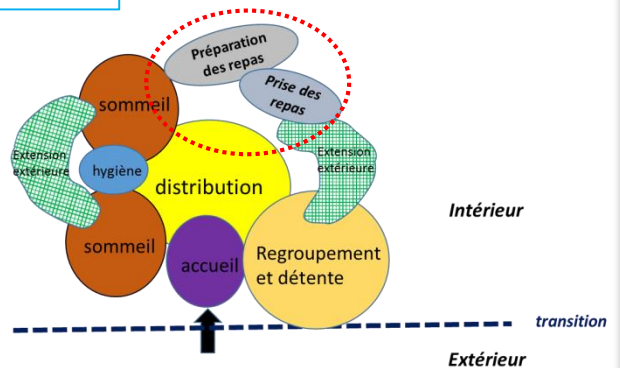 Préparation
des repas
Prise des
repas
sommeil
Extension
extérieure
hygiène
distribution
Extension
extérieure
sommeil
accueil
Regroupement
et détente
Intérieur
transition
Extérieur